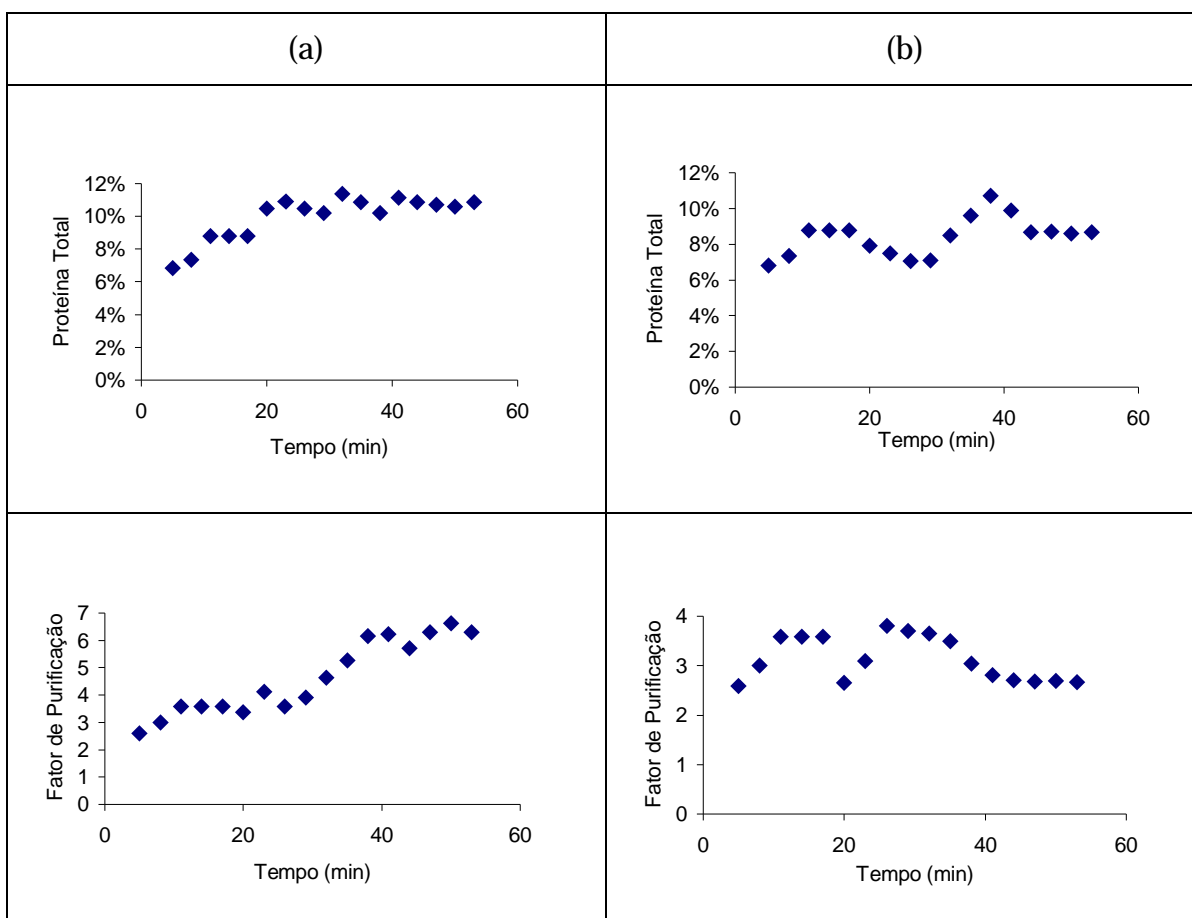 (a)
(b)
Proteína Total
12%
10%
8%
6%
4%
2%
0%
0 20 40 60
Tempo (min)
Proteína Total
12%
10%
8%
6%
4%
2%
0%
0 20 40 60
Tempo (min)
Fator de Purificação
7
6
5
4
3
2
1
0
0 20 40 60
Tempo (min)
Fator de Purificação
4
3
2
1
0
0 20 40 60
Tempo (min)